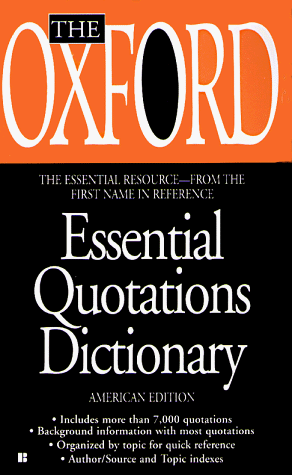 THE
OXFORD
THE ESSENTIAL RESOURCE—FROM THE
FIRST NAME IN REFERENCE
Essential
Quotations
Dictionary
AMERICAN EDITION
• Includes more than 7,000 quotations
• Background information with most quotations
• Organized by topic for quick reference
• Author/Source and Topic indexes
B